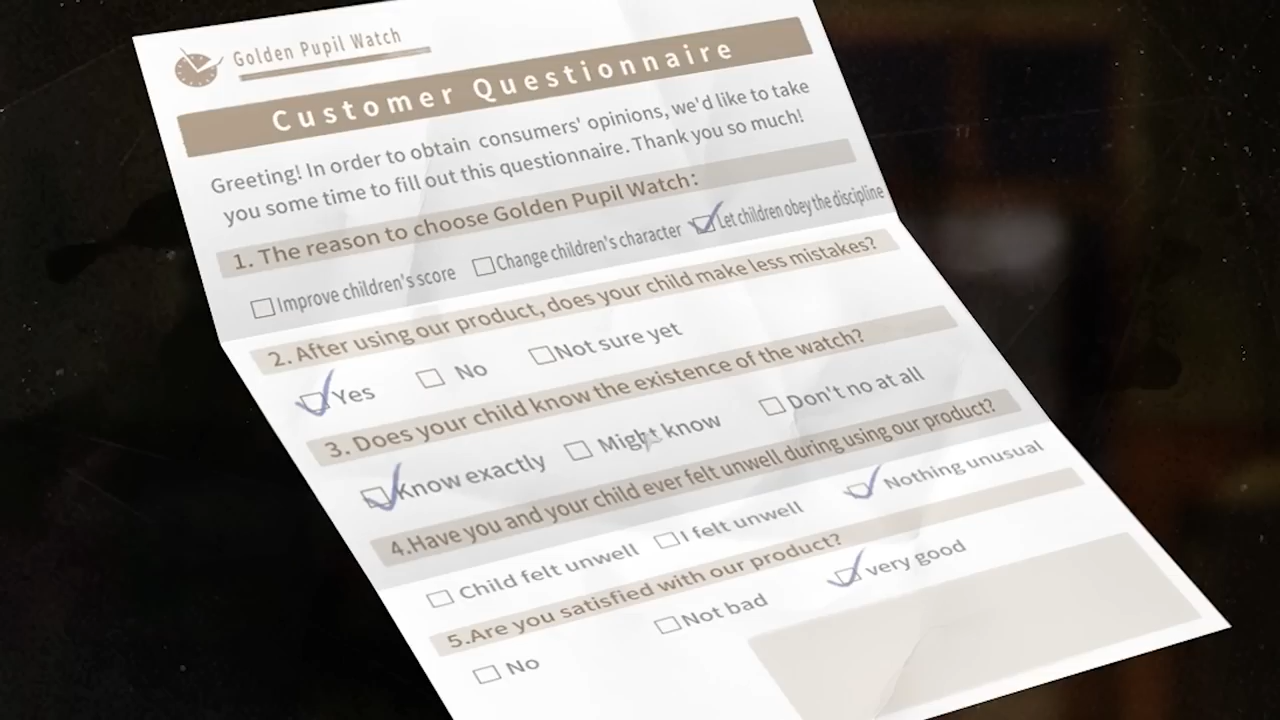 Golden Pupil Watch
Customer Questionnaire
Greeting! In order to obtain consumers' opinions, we'd like to take
you some time to fill out this questionnaire. Thank you so much!
1. The reason to choose Golden Pupil Watch:
Improve children's score Change children's character Let children obey the discipline
2. After using our product, does your child make less mistakes?
Yes No Not sure yet
3. Does your child know the existence of the watch?
Know exactly Might know Don't no at all
4.Have you and your child ever felt unwell during using our product?
Child felt unwell I felt unwell Nothing unusual
5.Are you satisfied with our product?
No Not bad very good